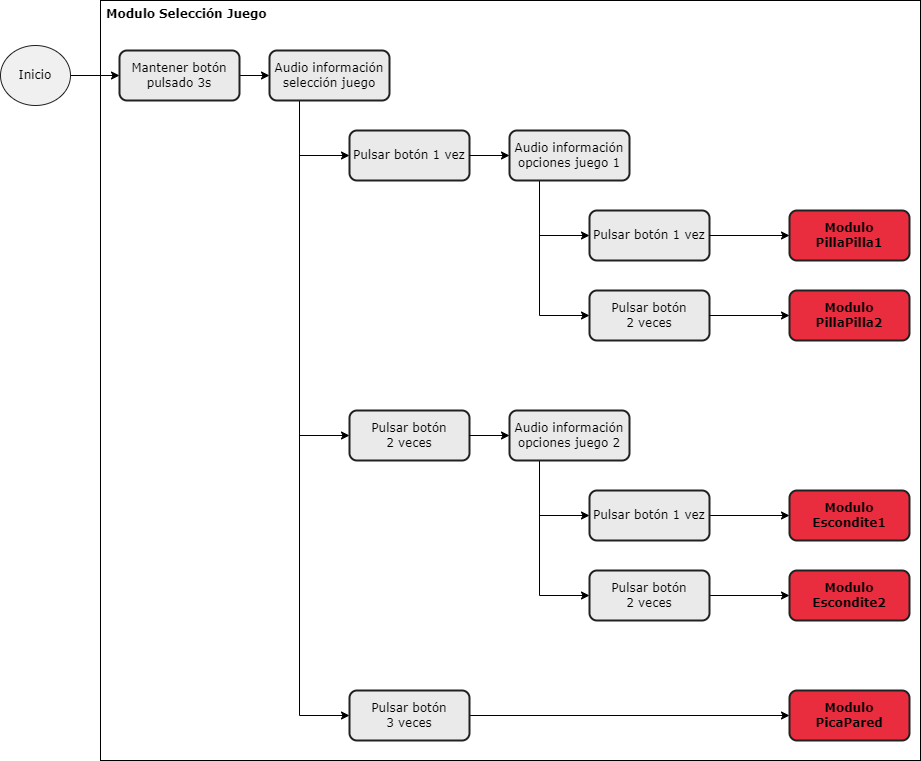 Modulo Selección Juego
Inicio
Mantener botón
pulsado 3s
Audio información
selección juego
Pulsar botón 1 vez
Audio información
opciones juego 1
Pulsar botón 1 vez
Modulo
PillaPilla1
Pulsar botón
2 veces
Modulo
PillaPilla2
Pulsar botón
2 veces
Audio información
opciones juego 2
Pulsar botón 1 vez
Modulo
Escondite1
Pulsar botón
2 veces
Modulo
Escondite2
Pulsar botón
3 veces
Modulo
PicaPared